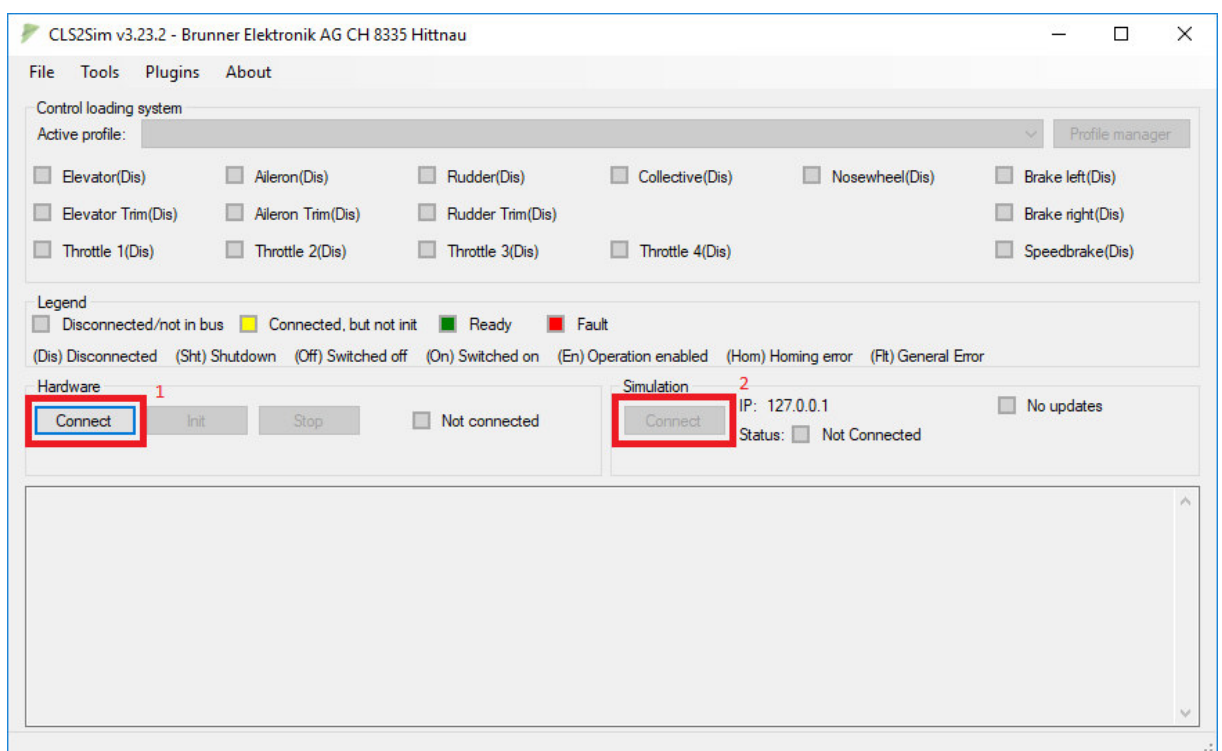 CLS2Sim v3.23.2 - Brunner Elektronik AG CH 8335 Hittnau
File Tools Plugins About
Control loading system
Active profile: Profile manager
Elevator(Dis) Aileron(Dis) Rudder(Dis) Collective(Dis) Nosewheel(Dis) Brake left(Dis)
Elevator Trim(Dis) Aileron Trim(Dis) Rudder Trim(Dis) Brake right(Dis)
Throttle 1(Dis) Throttle 2(Dis) Throttle 3(Dis) Throttle 4(Dis) Speedbrake(Dis)
Legend
Disconnected/not in bus Connected, but not init Ready Fault
(Dis) Disconnected (Sht) Shutdown (Off) Switched off (On) Switched on (En) Operation enabled (Hom) Homing error (Flt) General Error
Hardware
1
Connect Init Stop Not connected
Simulation
2
Connect
IP: 127.0.0.1 No updates
Status: Not Connected